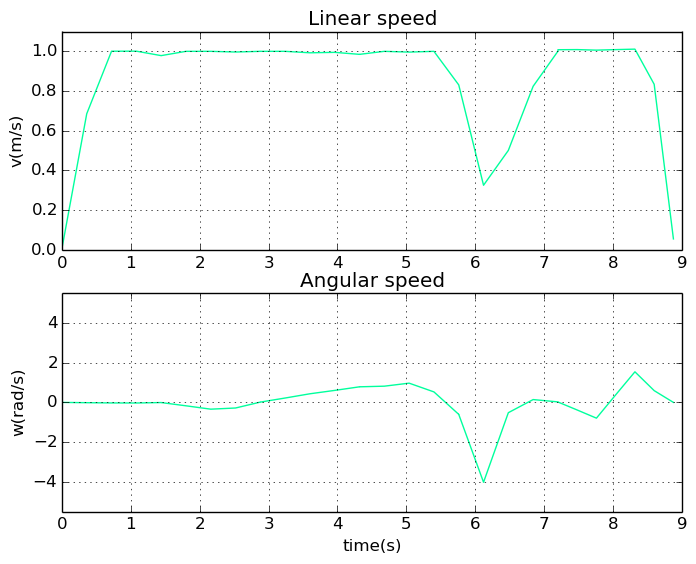 Linear speed
1.0
0.8
0.6
0.4
0.2
0.0
v(m/s)
0 1 2 3 4 5 6 7 8 9
Angular speed
4
2
0
−2
−4
w(rad/s)
0 1 2 3 4 5 6 7 8 9
time(s)